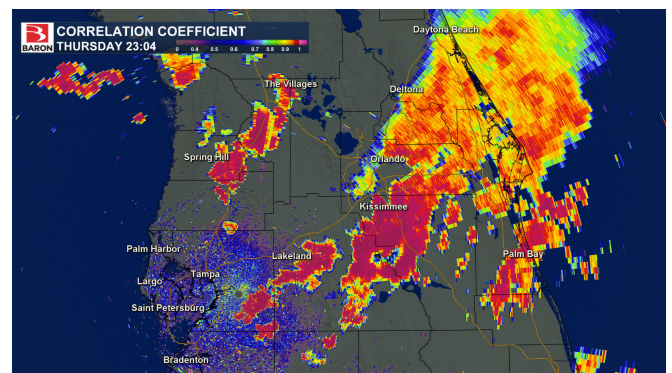 BARON
CORRELATION COEFFICIENT
THURSDAY 23:04
0 0.4 0.5 0.6 0.7 0.8 0.9 1
Daytona Beach
The Villages
Deltona
Spring Hill
Orlando
Kissimmee
Palm Harbor
Lakeland
Palm Bay
Tampa
Largo
Saint Petersburg
Bradenton